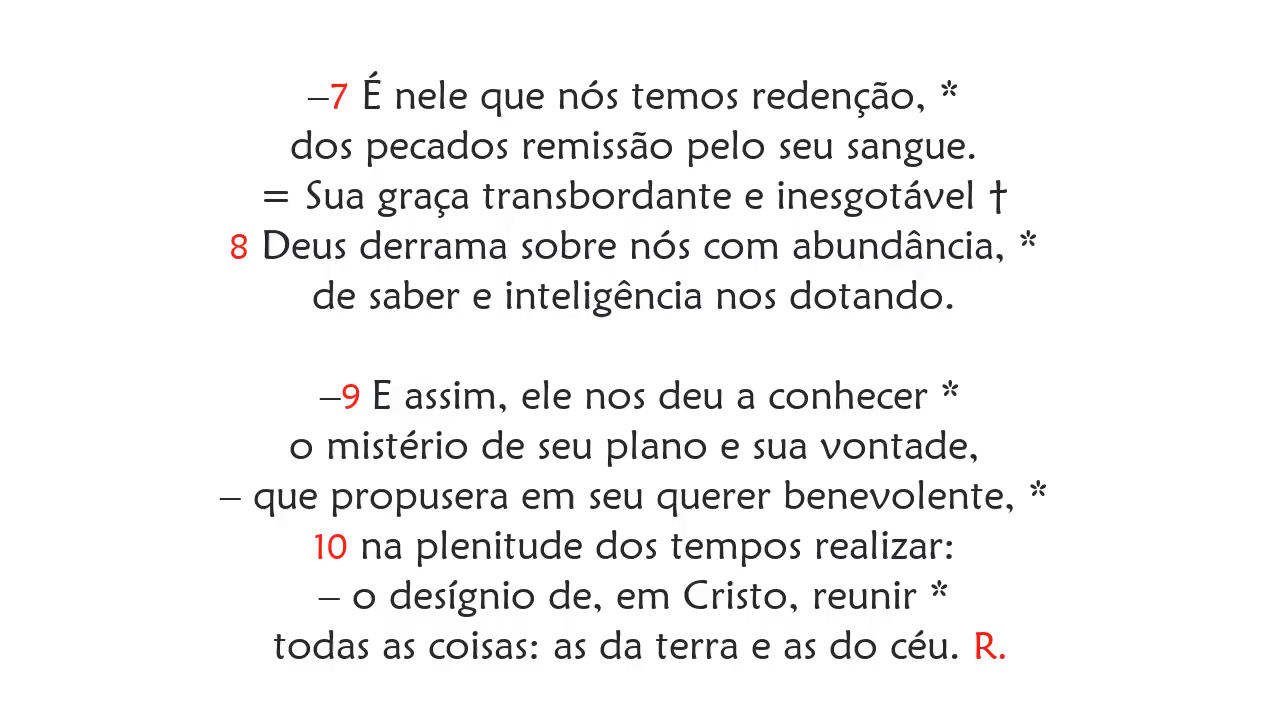 –7 É nele que nós temos redenção, *
dos pecados remissão pelo seu sangue.
= Sua graça transbordante e inesgotável †
8 Deus derrama sobre nós com abundância, *
de saber e inteligência nos dotando.
–9 E assim, ele nos deu a conhecer *
o mistério de seu plano e sua vontade,
– que propusera em seu querer benevolente, *
10 na plenitude dos tempos realizar:
– o desígnio de, em Cristo, reunir *
todas as coisas: as da terra e as do céu. R.